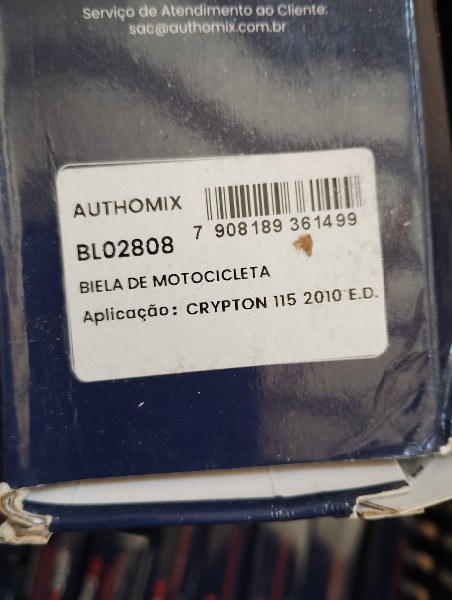 Serviço de Atendimento ao Cliente:
sac@authomix.com.br
AUTHOMIX
7 908189 361499
BL02808
BIELA DE MOTOCICLETA
Aplicação: CRYPTON 115 2010 E.D.